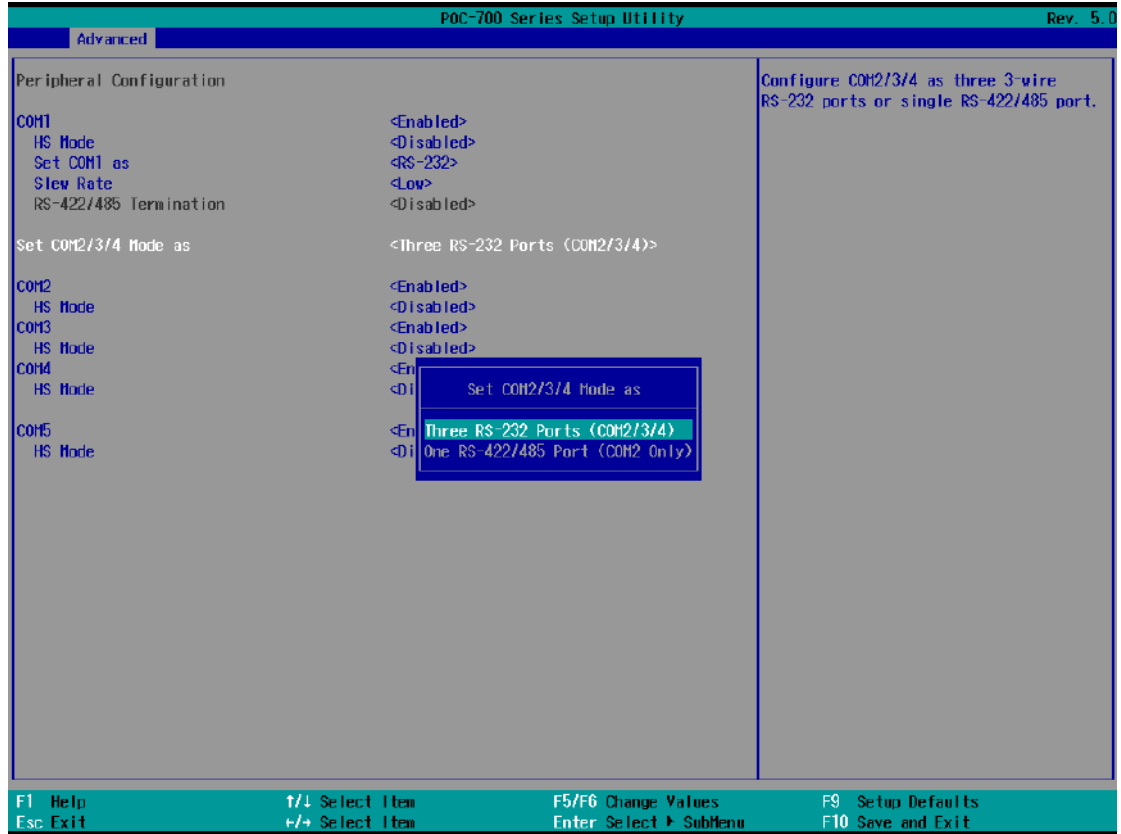 POC-700 Series Setup Utility Rev. 5.0
Advanced
Peripheral Configuration
Configure COM2/3/4 as three 3-wire
RS-232 ports or single RS-422/485 port.
COM1 <Enabled>
HS Mode <Disabled>
Set COM1 as <RS-232>
Slew Rate <Low>
RS-422/485 Termination <Disabled>
Set COM2/3/4 Mode as <Three RS-232 Ports (COM2/3/4)>
COM2 <Enabled>
HS Mode <Disabled>
COM3 <Enabled>
HS Mode <Disabled>
COM4 <En
HS Mode <Di
COM5 <En
HS Mode <Di
Set COM2/3/4 Mode as
Three RS-232 Ports (COM2/3/4)
One RS-422/485 Port (COM2 Only)
F1 Help ↑/↓ Select Item F5/F6 Change Values F9 Setup Defaults
Esc Exit ←/→ Select Item Enter Select ▶ SubMenu F10 Save and Exit